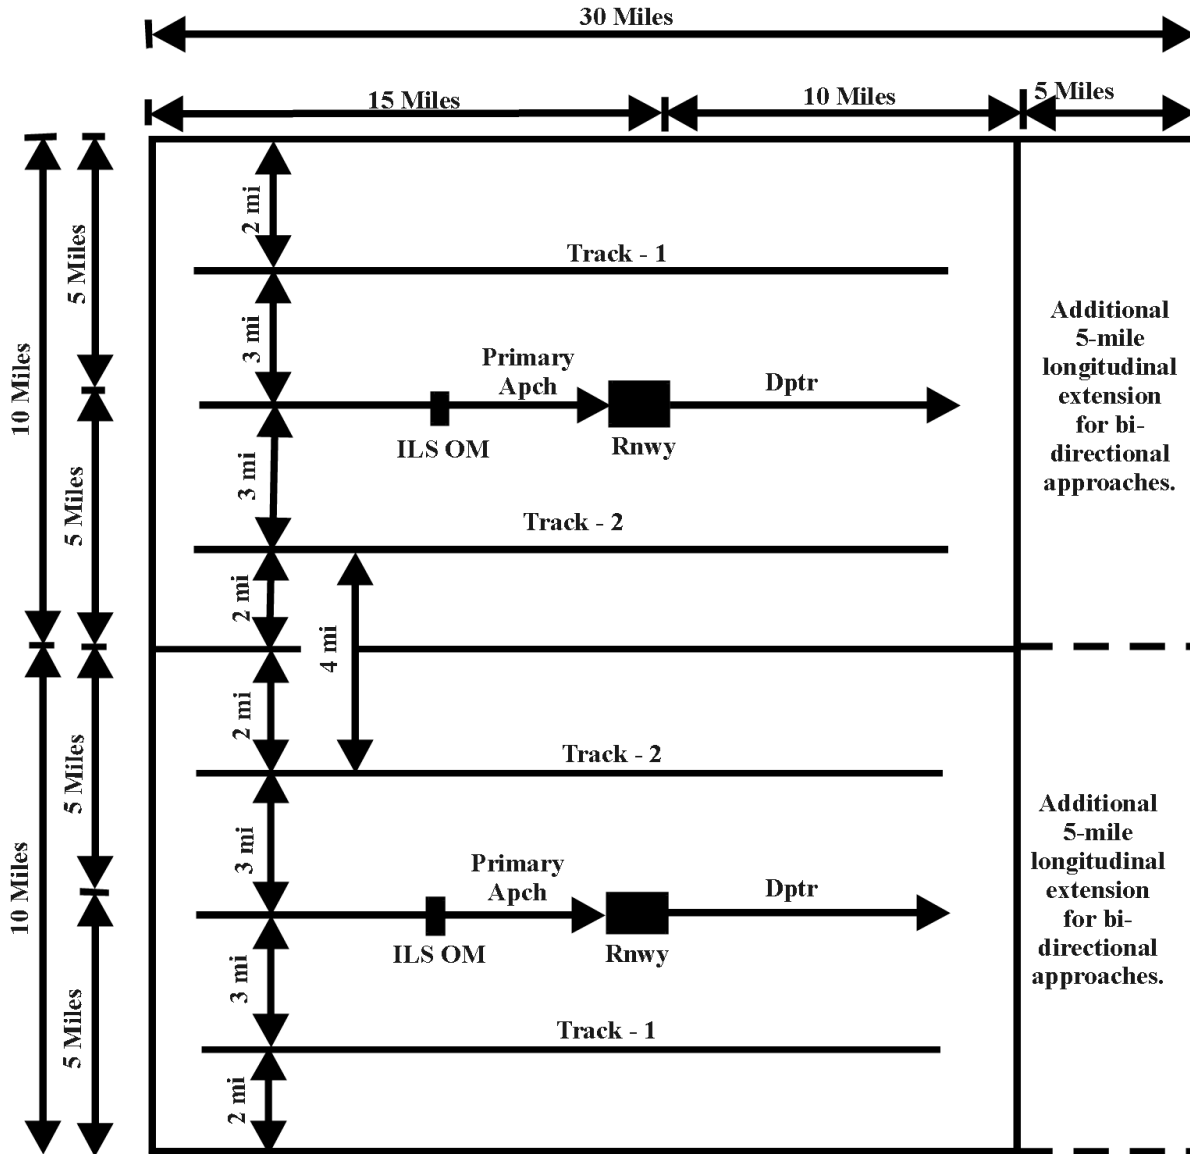 30 Miles
15 Miles
10 Miles
5 Miles
2 mi
5 Miles
Track - 1
3 mi
Additional
5-mile
longitudinal
extension
for bi-
directional
approaches.
10 Miles
Primary
Apch
Dptr
ILS OM
Rnwy
3 mi
5 Miles
Track - 2
2 mi
4 mi
2 mi
5 Miles
Track - 2
3 mi
Additional
5-mile
longitudinal
extension
for bi-
directional
approaches.
10 Miles
Primary
Apch
Dptr
ILS OM
Rnwy
3 mi
5 Miles
Track - 1
2 mi